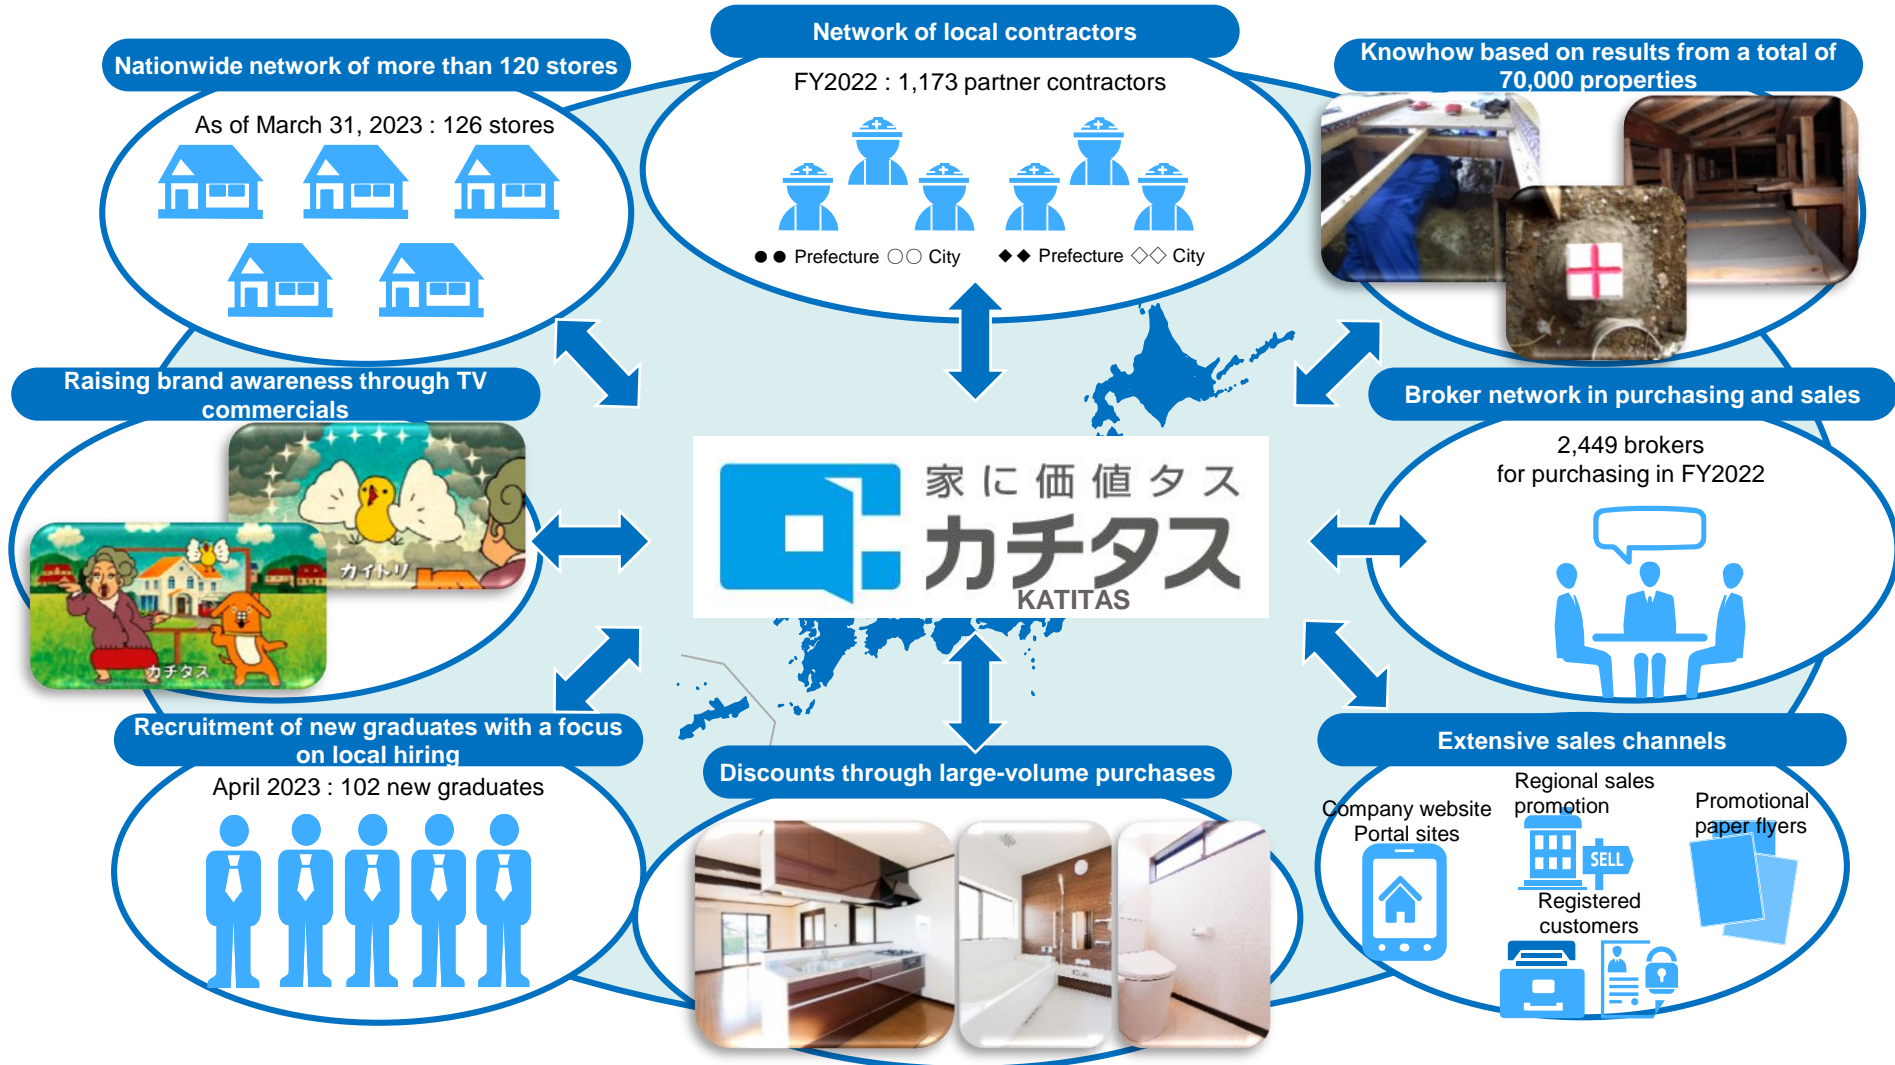 Network of local contractors
FY2022 : 1,173 partner contractors
●● Prefecture ○○ City
◆◆ Prefecture ◇◇ City
Nationwide network of more than 120 stores
As of March 31, 2023 : 126 stores
Knowhow based on results from a total of
70,000 properties
Raising brand awareness through TV
commercials
カイトリ
カチタス
家に価値タス
カチタス
KATITAS
Broker network in purchasing and sales
2,449 brokers
for purchasing in FY2022
Recruitment of new graduates with a focus
on local hiring
April 2023 : 102 new graduates
Discounts through large-volume purchases
Extensive sales channels
Company website
Portal sites
Regional sales
promotion
SELL
Registered
customers
Promotional
paper flyers